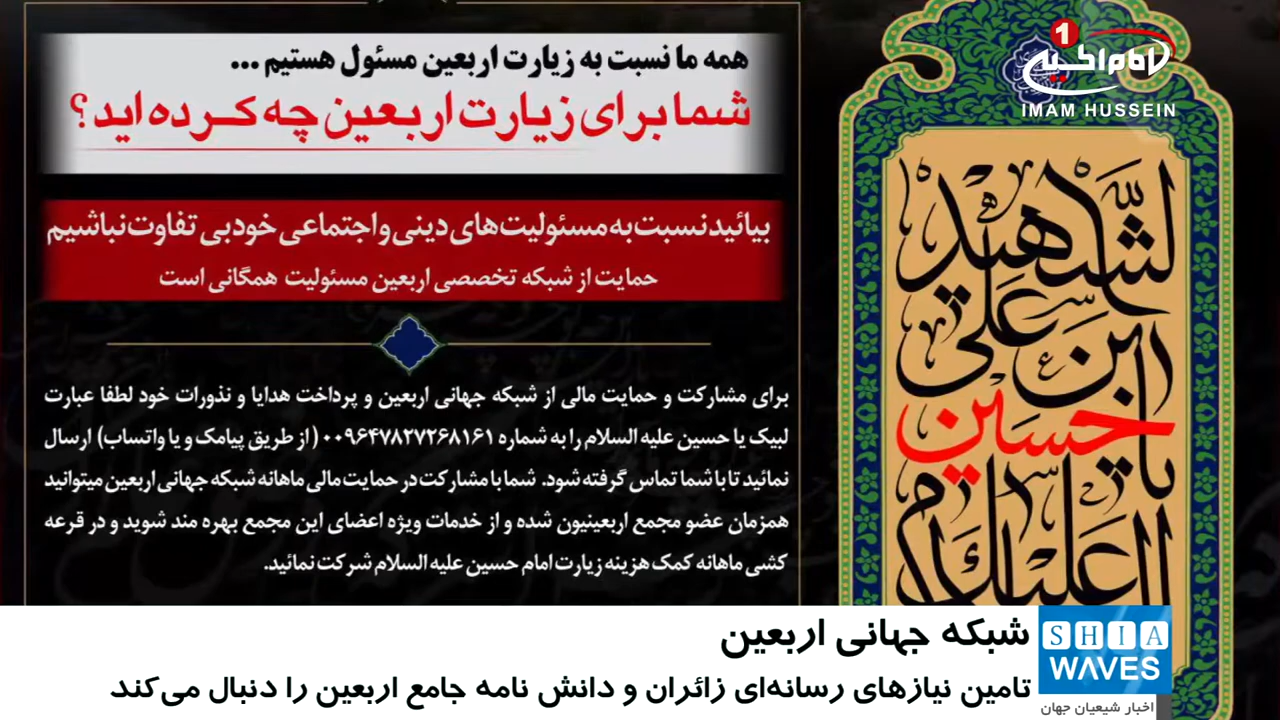 همه ما نسبت به زیارت اربعین مسئول هستیم ...
شما برای زیارت اربعین چه کرده اید؟
بیائید نسبت به مسئولیت‌های دینی و اجتماعی خود بی تفاوت نباشیم
حمایت از شبکه تخصصی اربعین مسئولیت همگانی است
برای مشارکت و حمایت مالی از شبکه جهانی اربعین و پرداخت هدایا و نذورات خود لطفا عبارت
لبیک یا حسین علیه السلام را به شماره ۰۰۹۶۴۷۸۲۷۲۶۸۱۶۱ (از طریق پیامک و یا واتساب) ارسال
نمائید تا با شما تماس گرفته شود. شما با مشارکت در حمایت مالی ماهانه شبکه جهانی اربعین میتوانید
همزمان عضو مجمع اربعینیون شده و از خدمات ویژه اعضای این مجمع بهره مند شوید و در قرعه
کشی ماهانه کمک هزینه زیارت امام حسین علیه السلام شرکت نمائید.
امام حسین 1
IMAM HUSSEIN
الشهید
حسین
بن علی
یا
علیك
السلام
شبکه جهانی اربعین
تامین نیازهای رسانه‌ای زائران و دانش نامه جامع اربعین را دنبال می‌کند
SHIA
WAVES
اخبار شیعیان جهان